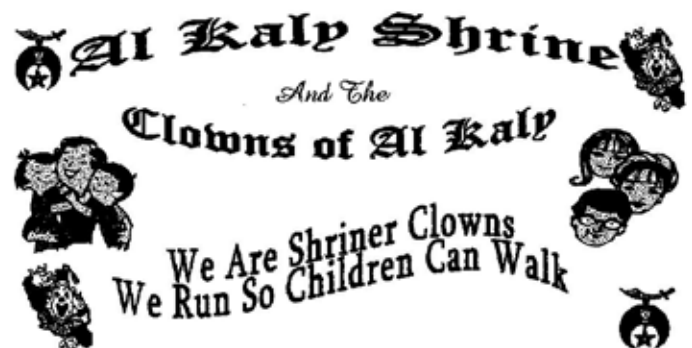 Al Kaly Shrine
And The
Clowns of Al Kaly
We Are Shriner Clowns
We Run So Children Can Walk